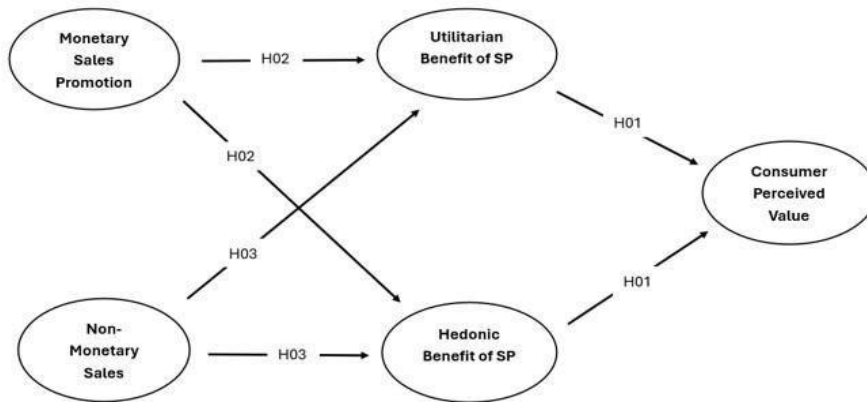 Monetary
Sales
Promotion
H02
Utilitarian
Benefit of SP
H01
H02
Consumer
Perceived
Value
H03
H01
Non-
Monetary
Sales
H03
Hedonic
Benefit of SP